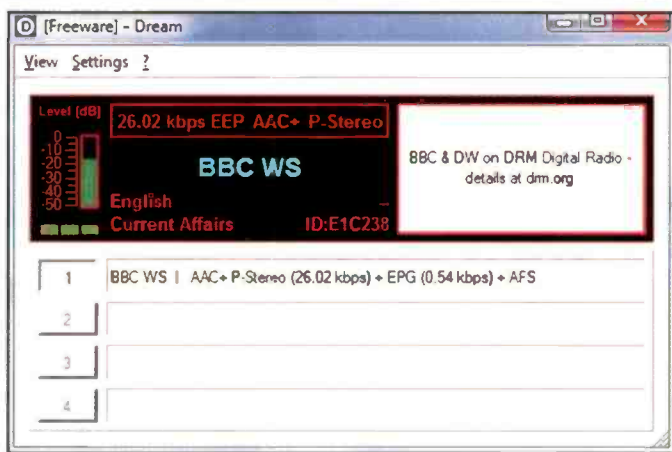 D [Freeware] - Dream
View Settings ?
Level [dB]
0
-10
-20
-30
-40
-50
26.02 kbps EEP AAC+ P-Stereo
BBC WS
English --
Current Affairs ID:E1C238
BBC & DW on DRM Digital Radio -
details at drm.org
1 BBC WS | AAC+ P-Stereo (26.02 kbps) + EPG (0.54 kbps) + AFS
2
3
4